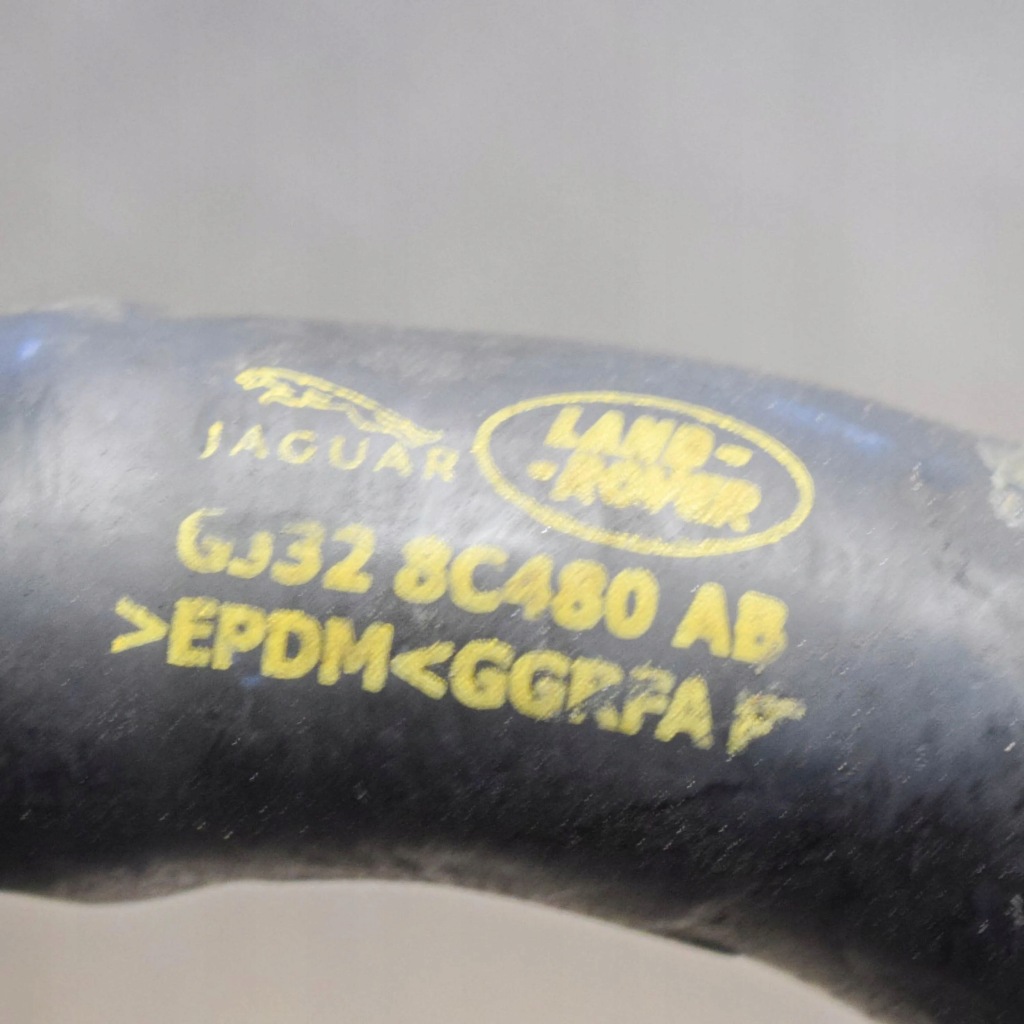 JAGUAR
LAND-
-ROVER
GJ32 8C480 AB
>EPDM<